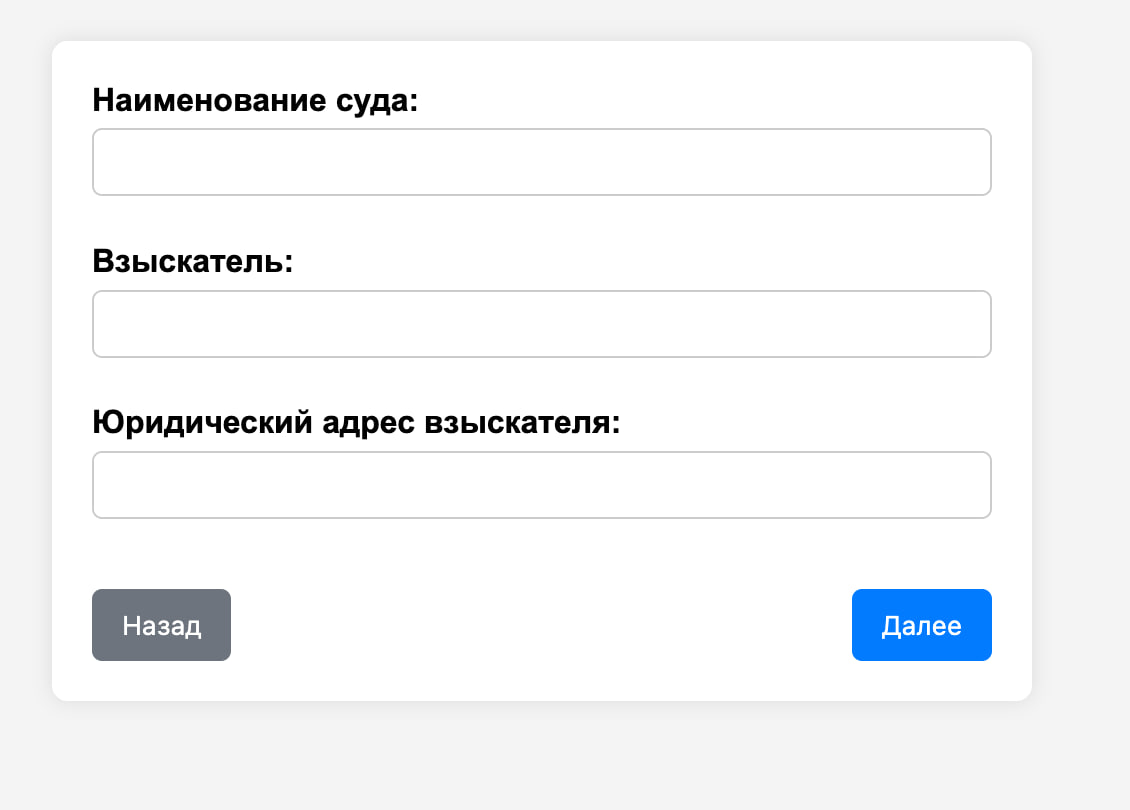 Наименование суда:
Взыскатель:
Юридический адрес взыскателя:
Назад
Далее